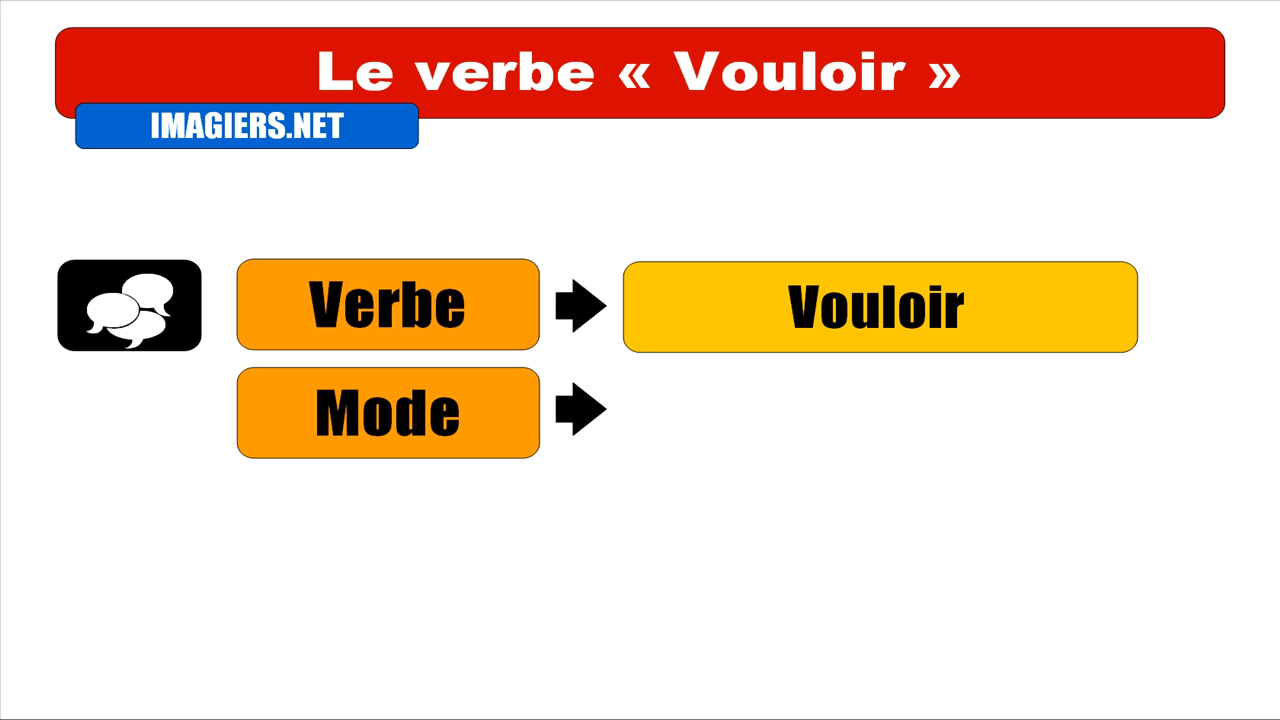 Le verbe « Vouloir »
IMAGIERS.NET
Verbe
Vouloir
Mode